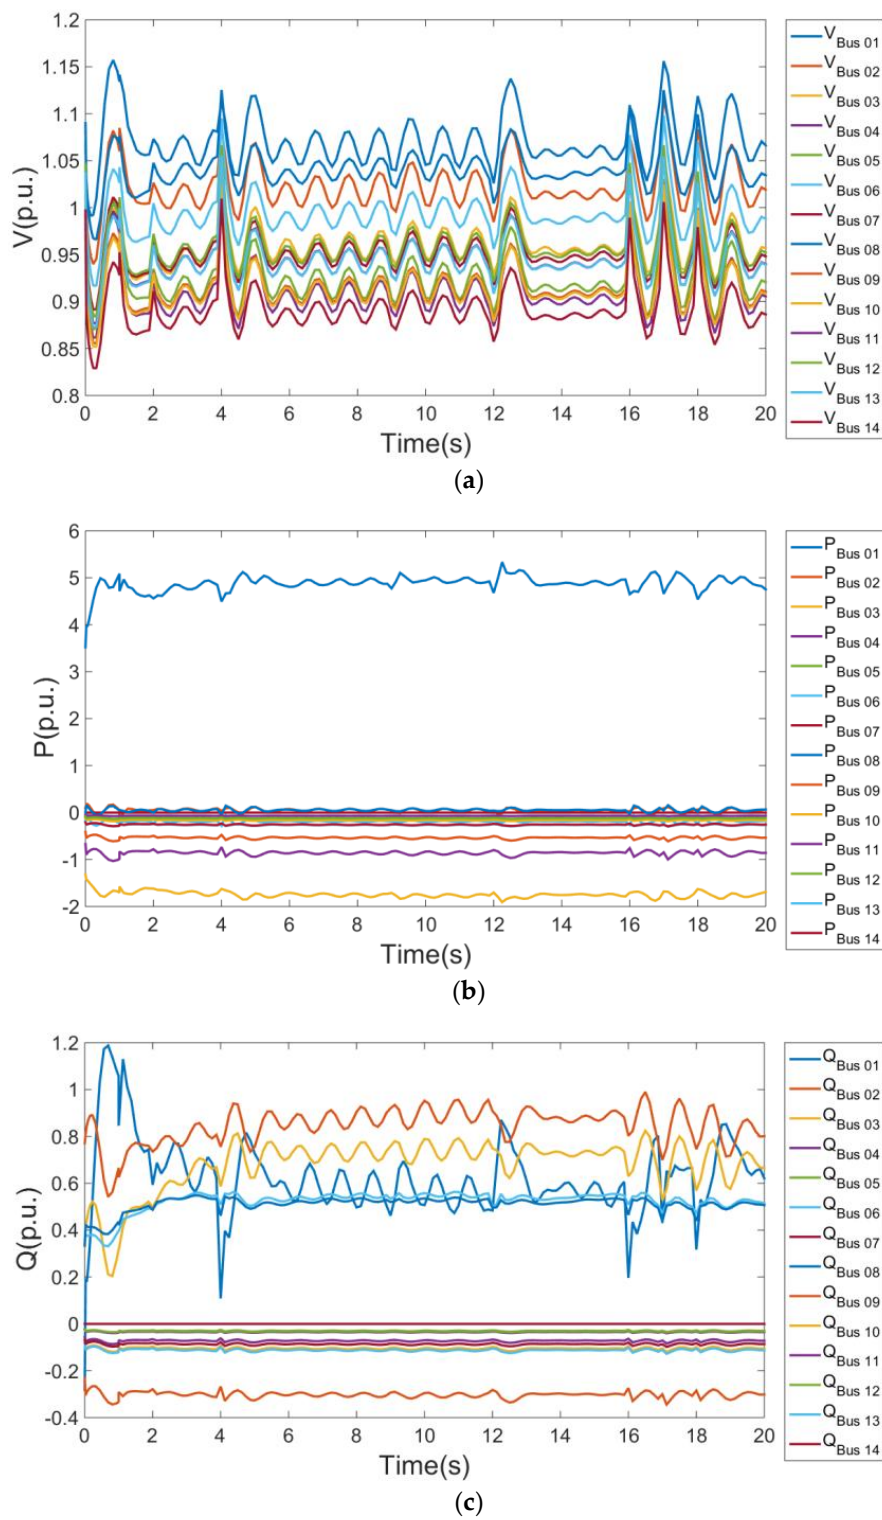 1.2
1.15
1.1
1.05
1
0.95
0.9
0.85
0.8
V(p.u.)
0 2 4 6 8 10 12 14 16 18 20
Time(s)
V Bus 01
V Bus 02
V Bus 03
V Bus 04
V Bus 05
V Bus 06
V Bus 07
V Bus 08
V Bus 09
V Bus 10
V Bus 11
V Bus 12
V Bus 13
V Bus 14
(a)
6
5
4
3
2
1
0
-1
-2
P(p.u.)
0 2 4 6 8 10 12 14 16 18 20
Time(s)
P Bus 01
P Bus 02
P Bus 03
P Bus 04
P Bus 05
P Bus 06
P Bus 07
P Bus 08
P Bus 09
P Bus 10
P Bus 11
P Bus 12
P Bus 13
P Bus 14
(b)
1.2
1
0.8
0.6
0.4
0.2
0
-0.2
-0.4
Q(p.u.)
0 2 4 6 8 10 12 14 16 18 20
Time(s)
Q Bus 01
Q Bus 02
Q Bus 03
Q Bus 04
Q Bus 05
Q Bus 06
Q Bus 07
Q Bus 08
Q Bus 09
Q Bus 10
Q Bus 11
Q Bus 12
Q Bus 13
Q Bus 14
(c)